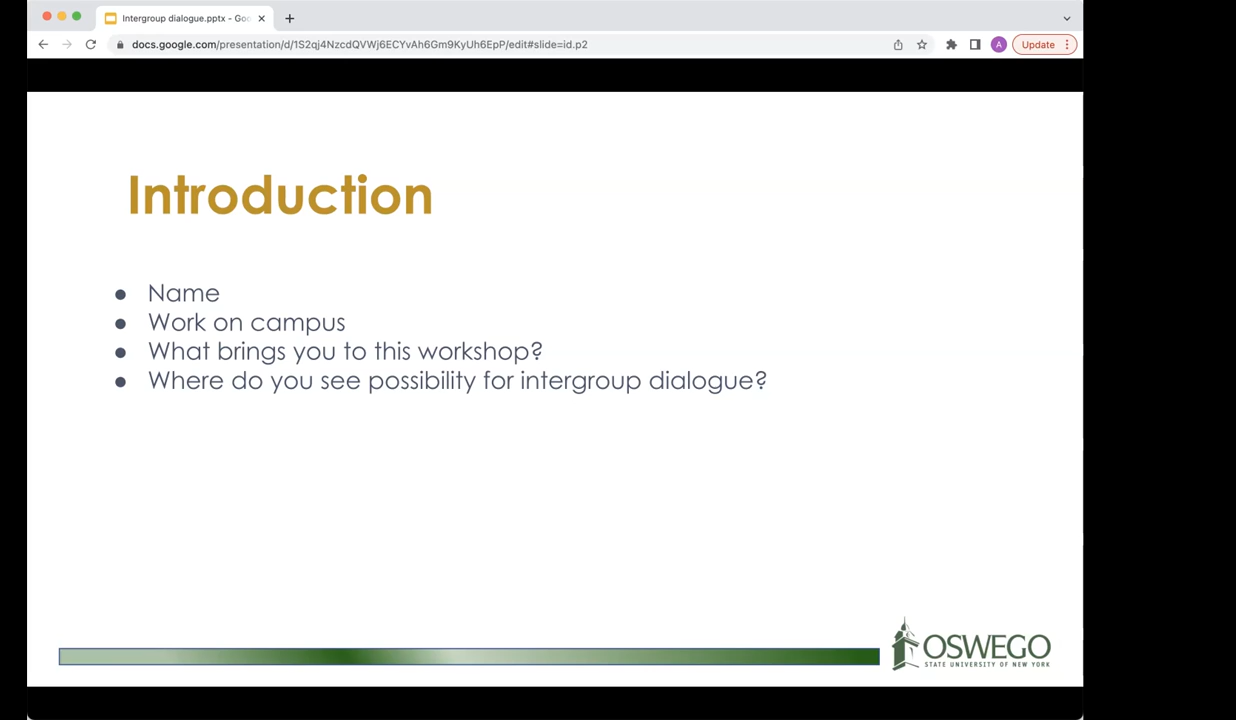 Intergroup dialogue.pptx - Goo
docs.google.com/presentation/d/1S2qj4NzcdQVWj6ECYvAh6Gm9KyUh6EpP/edit#slide=id.p2
A
Update
Introduction
● Name
● Work on campus
● What brings you to this workshop?
● Where do you see possibility for intergroup dialogue?
OSWEGO
STATE UNIVERSITY OF NEW YORK